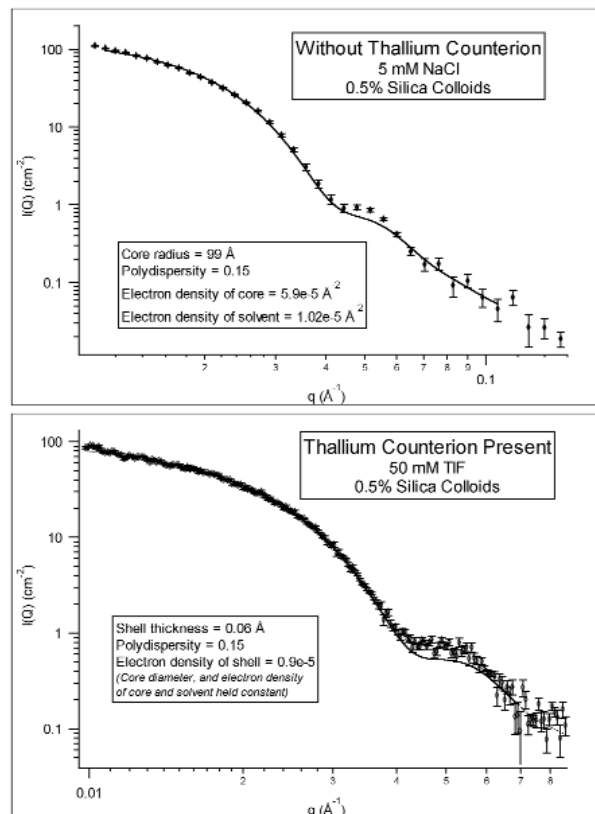 Without Thallium Counterion
5 mM NaCl
0.5% Silica Colloids
100
10
1
0.1
I(Q) (cm⁻²)
Core radius = 99 Å
Polydispersity = 0.15
Electron density of core = 5.9e-5 Å²
Electron density of solvent = 1.02e-5 Å²
2 3 4 5 6 7 8 9 0.1
q (Å⁻¹)
Thallium Counterion Present
50 mM TlF
0.5% Silica Colloids
100
10
1
0.1
I(Q) (cm⁻²)
Shell thickness = 0.06 Å
Polydispersity = 0.15
Electron density of shell = 0.9e-5
(Core diameter, and electron density
of core and solvent held constant)
0.01 2 3 4 5 6 7 8
q (Å⁻¹)